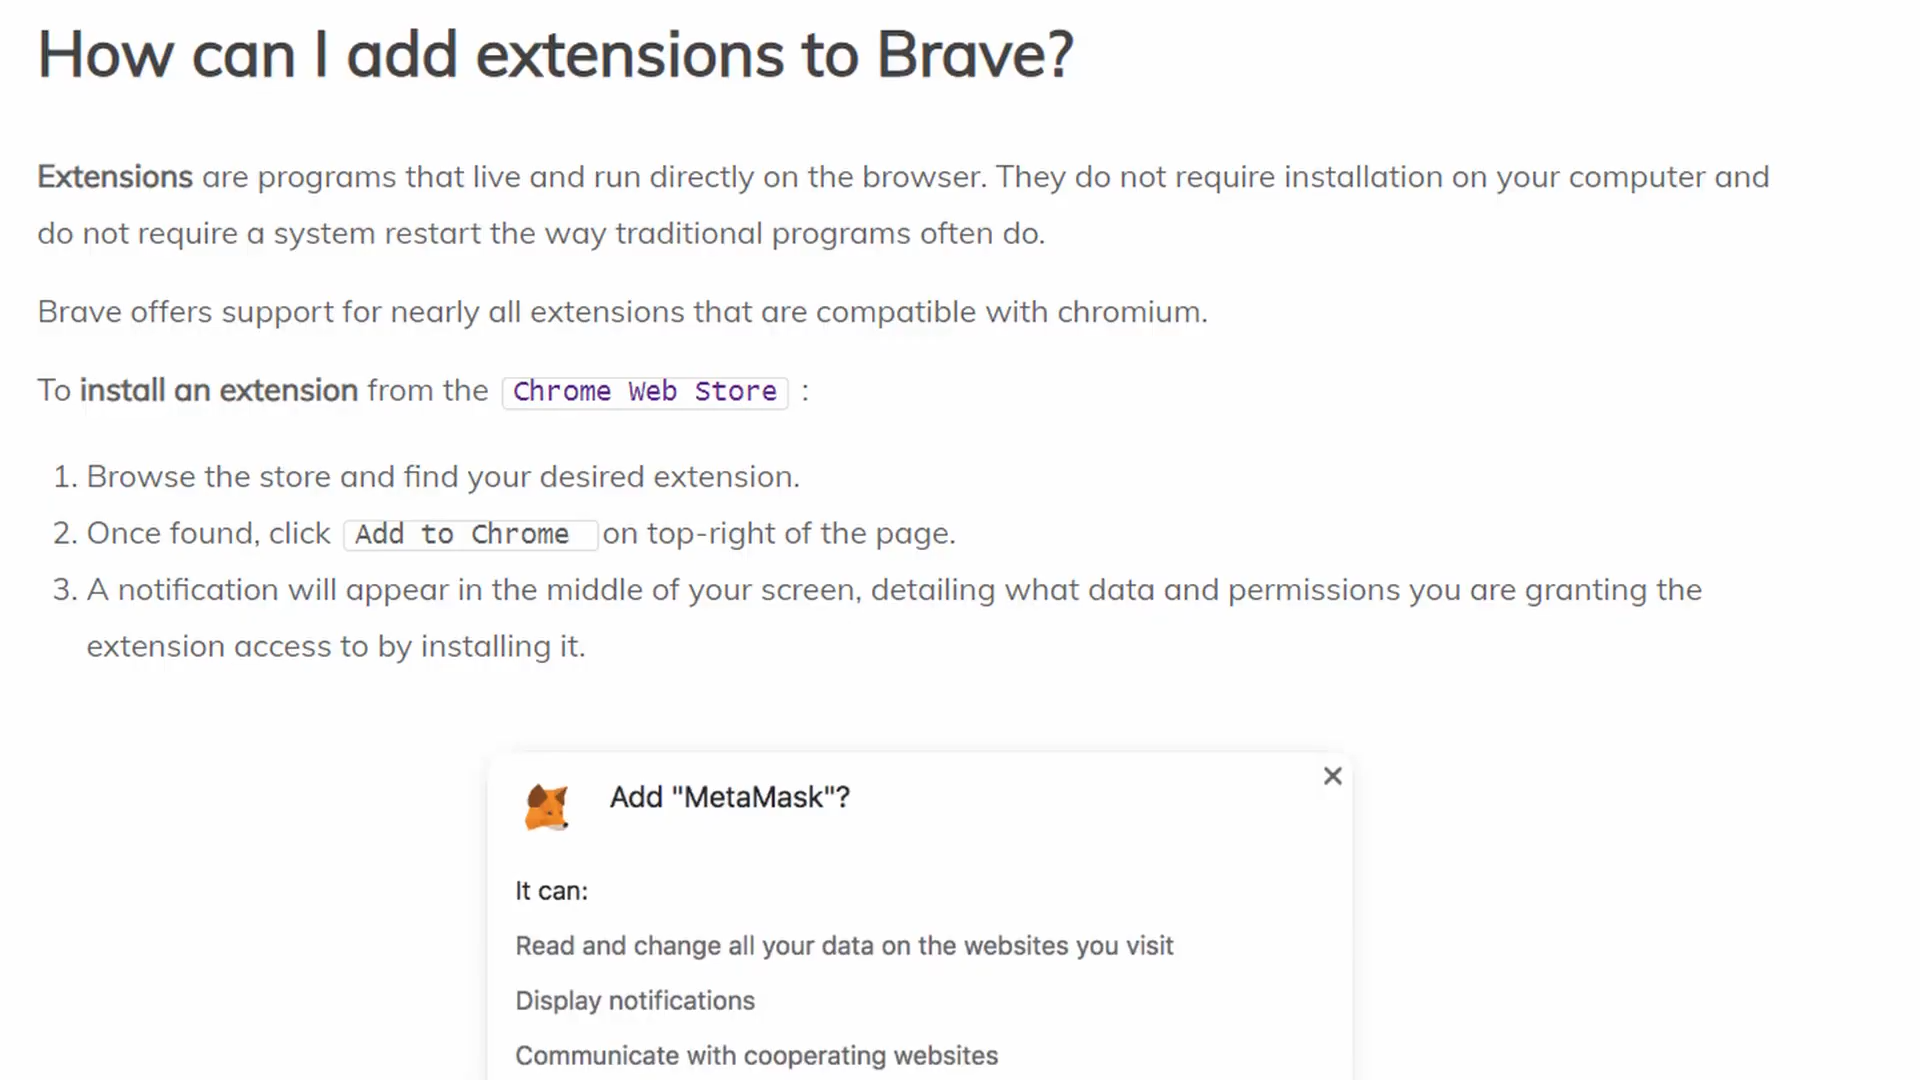 How can I add extensions to Brave?
Extensions are programs that live and run directly on the browser. They do not require installation on your computer and
do not require a system restart the way traditional programs often do.
Brave offers support for nearly all extensions that are compatible with chromium.
To install an extension from the Chrome Web Store :
1. Browse the store and find your desired extension.
2. Once found, click Add to Chrome on top-right of the page.
3. A notification will appear in the middle of your screen, detailing what data and permissions you are granting the
extension access to by installing it.
Add "MetaMask"?
It can:
Read and change all your data on the websites you visit
Display notifications
Communicate with cooperating websites